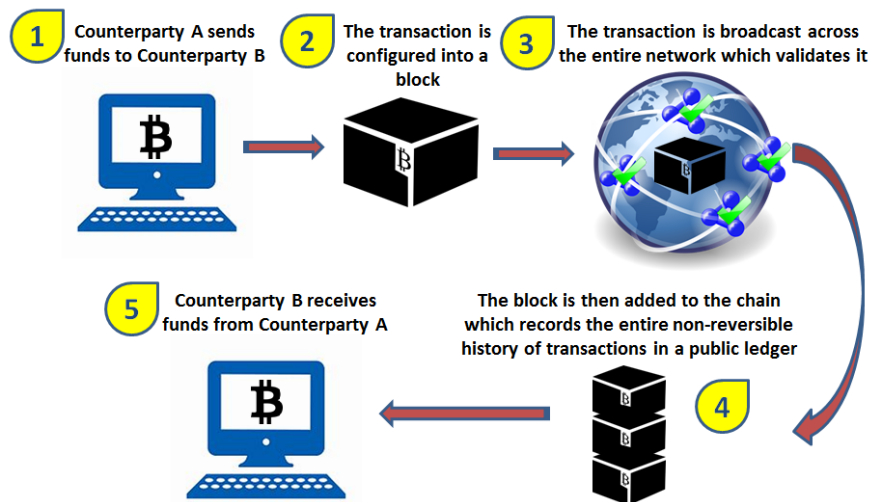 1
Counterparty A sends
funds to Counterparty B
2
The transaction is
configured into a
block
3
The transaction is broadcast across
the entire network which validates it
4
The block is then added to the chain
which records the entire non-reversible
history of transactions in a public ledger
5
Counterparty B receives
funds from Counterparty A